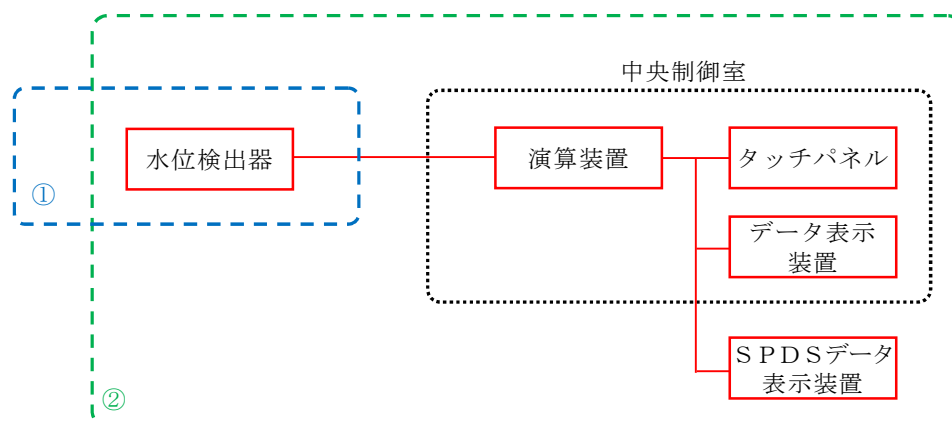 中央制御室
水位検出器
演算装置
タッチパネル
①
データ表示
装置
ＳＰＤＳデータ
表示装置
②